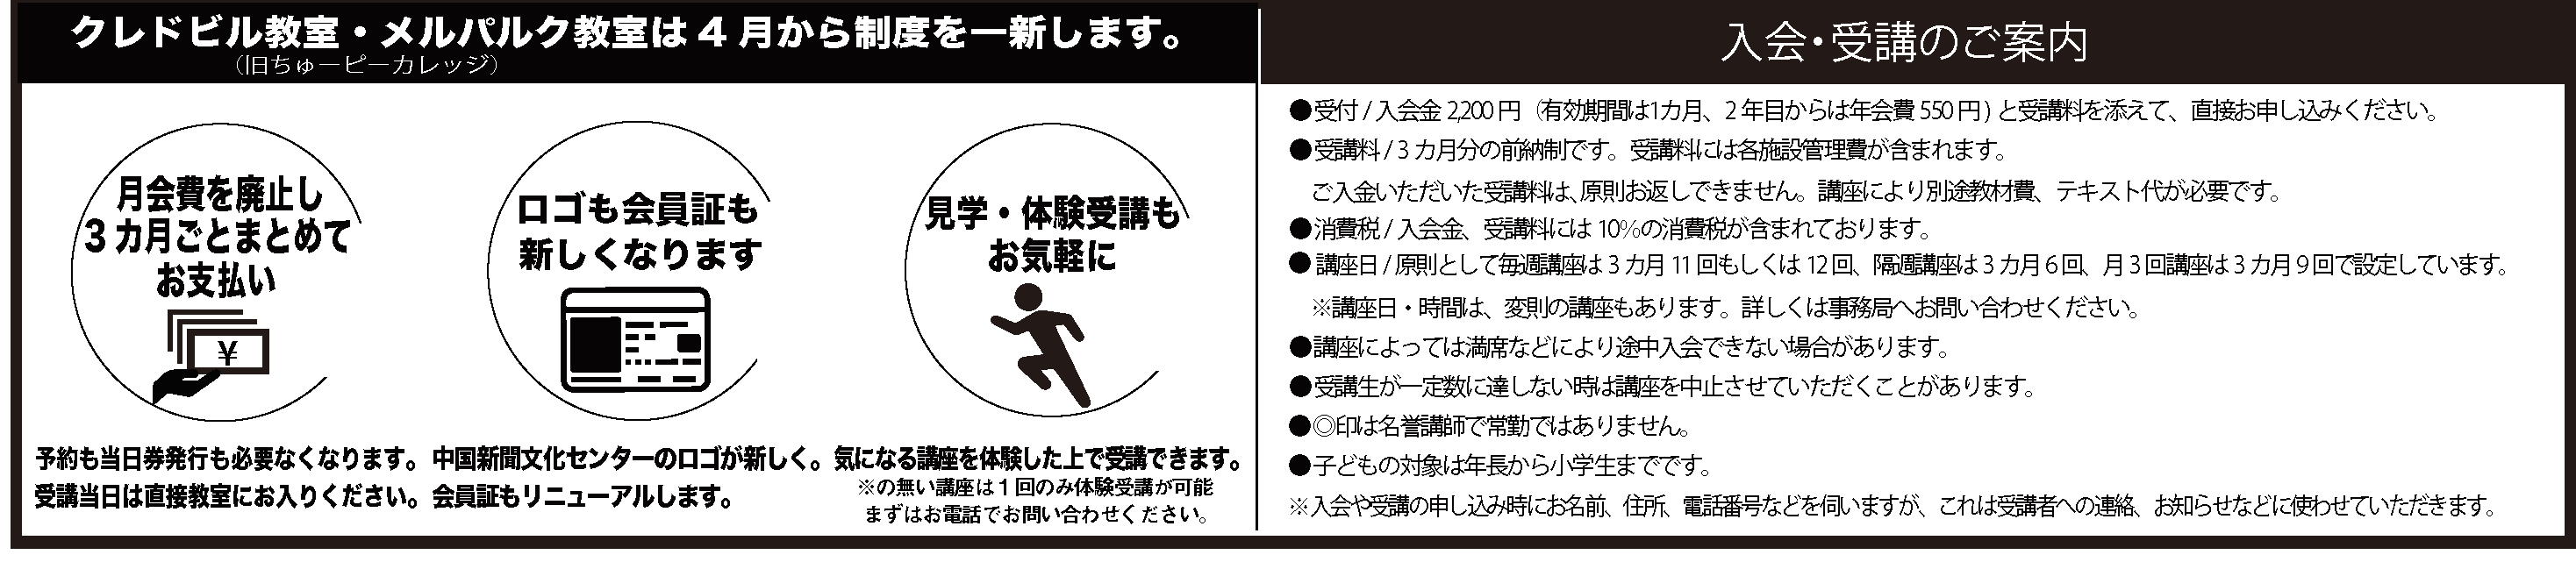 クレドビル教室・メルパルク教室は4月から制度を一新します。
（旧ちゅーピーカレッジ）
月会費を廃止し
3カ月ごとまとめて
お支払い
¥
予約も当日券発行も必要なくなります。
受講当日は直接教室にお入りください。
ロゴも会員証も
新しくなります
中国新聞文化センターのロゴが新しく。
会員証もリニューアルします。
見学・体験受講も
お気軽に
気になる講座を体験した上で受講できます。
※の無い講座は1回のみ体験受講が可能
まずはお電話でお問い合わせください。
入会・受講のご案内
●受付 / 入会金 2,200 円（有効期間は1カ月、2 年目からは年会費 550 円 ) と受講料を添えて、直接お申し込みください。
●受講料 / 3 カ月分の前納制です。受講料には各施設管理費が含まれます。
ご入金いただいた受講料は、原則お返しできません。講座により別途教材費、テキスト代が必要です。
●消費税 / 入会金、受講料には 10%の消費税が含まれております。
●講座日 / 原則として毎週講座は 3 カ月 11 回もしくは 12 回、隔週講座は 3 カ月 6 回、月 3 回講座は 3 カ月 9 回で設定しています。
※講座日・時間は、変則の講座もあります。詳しくは事務局へお問い合わせください。
●講座によっては満席などにより途中入会できない場合があります。
●受講生が一定数に達しない時は講座を中止させていただくことがあります。
●◎印は名誉講師で常勤ではありません。
●子どもの対象は年長から小学生までです。
※入会や受講の申し込み時にお名前、住所、電話番号などを伺いますが、これは受講者への連絡、お知らせなどに使わせていただきます。